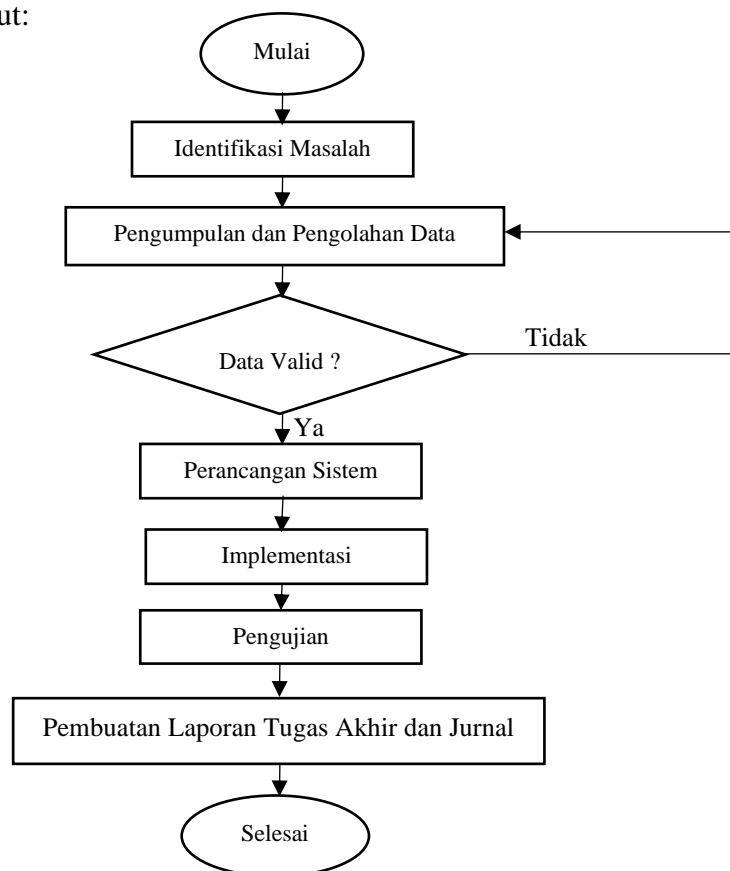 ut:
Mulai
Identifikasi Masalah
Pengumpulan dan Pengolahan Data
Data Valid ?
Tidak
Ya
Perancangan Sistem
Implementasi
Pengujian
Pembuatan Laporan Tugas Akhir dan Jurnal
Selesai